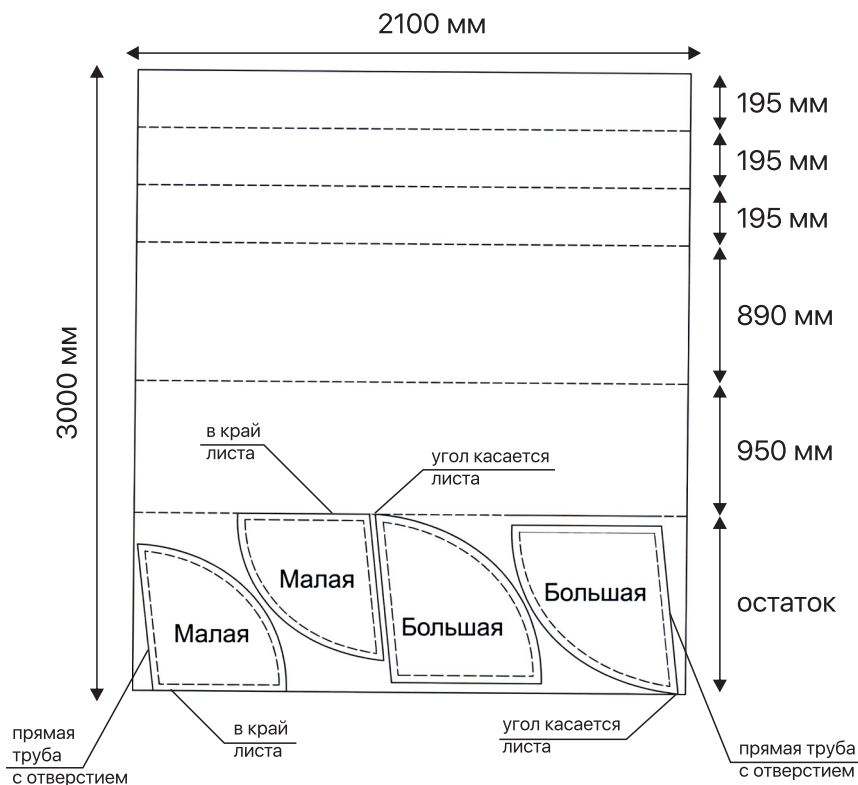 2100 мм
195 мм
195 мм
195 мм
890 мм
3000 мм
950 мм
в край
листа
угол касается
листа
Малая
Большая
Малая
Большая
остаток
прямая
труба
с отверстием
в край
листа
угол касается
листа
прямая труба
с отверстием